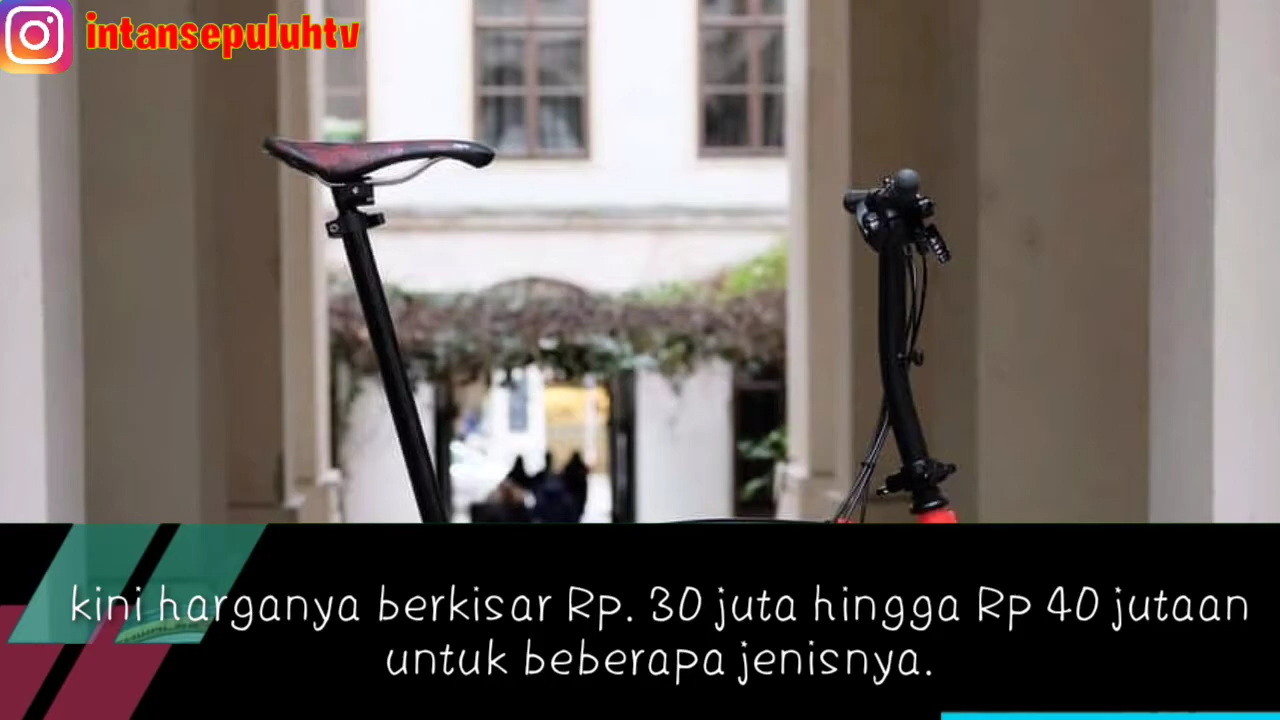 intansepuluhtv
kini harganya berkisar Rp. 30 juta hingga Rp 40 jutaan
untuk beberapa jenisnya.